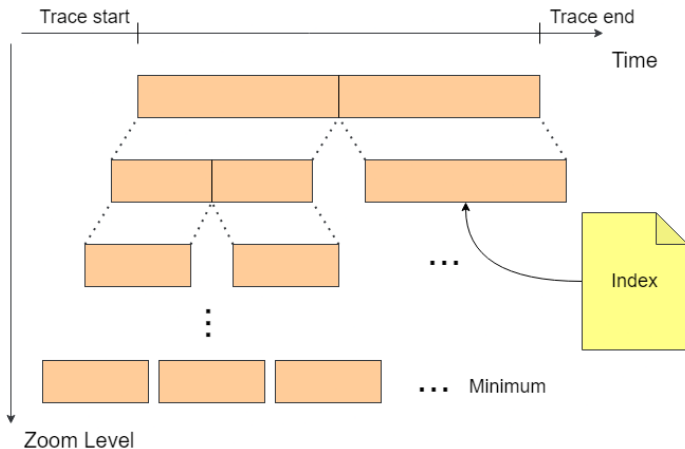 Trace start
Trace end
Time
Index
...
...
Minimum
Zoom Level